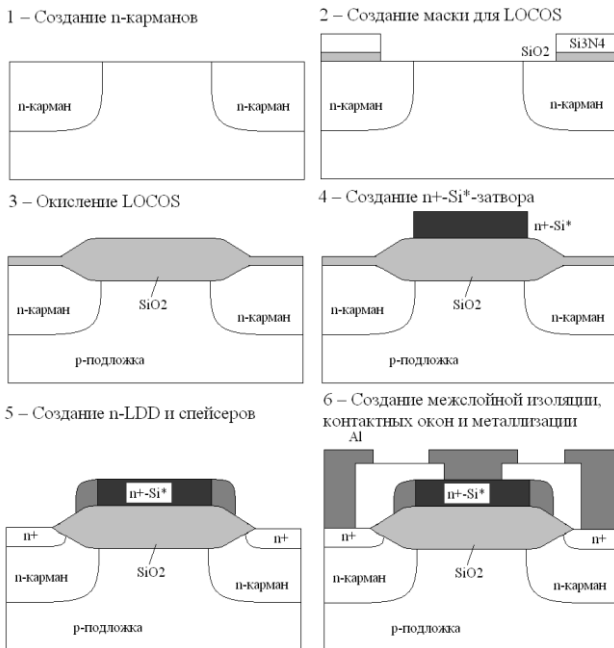 1 – Создание n-карманов
n-карман
n-карман
2 – Создание маски для LOCOS
SiO2
Si3N4
n-карман
n-карман
3 – Окисление LOCOS
n-карман
SiO2
n-карман
p-подложка
4 – Создание n+-Si*-затвора
n+-Si*
n-карман
SiO2
n-карман
p-подложка
5 – Создание n-LDD и спейсеров
n+-Si*
n+
n+
n-карман
SiO2
n-карман
p-подложка
6 – Создание межслойной изоляции,
контактных окон и металлизации
Al
n+-Si*
n+
n+
n-карман
SiO2
n-карман
p-подложка